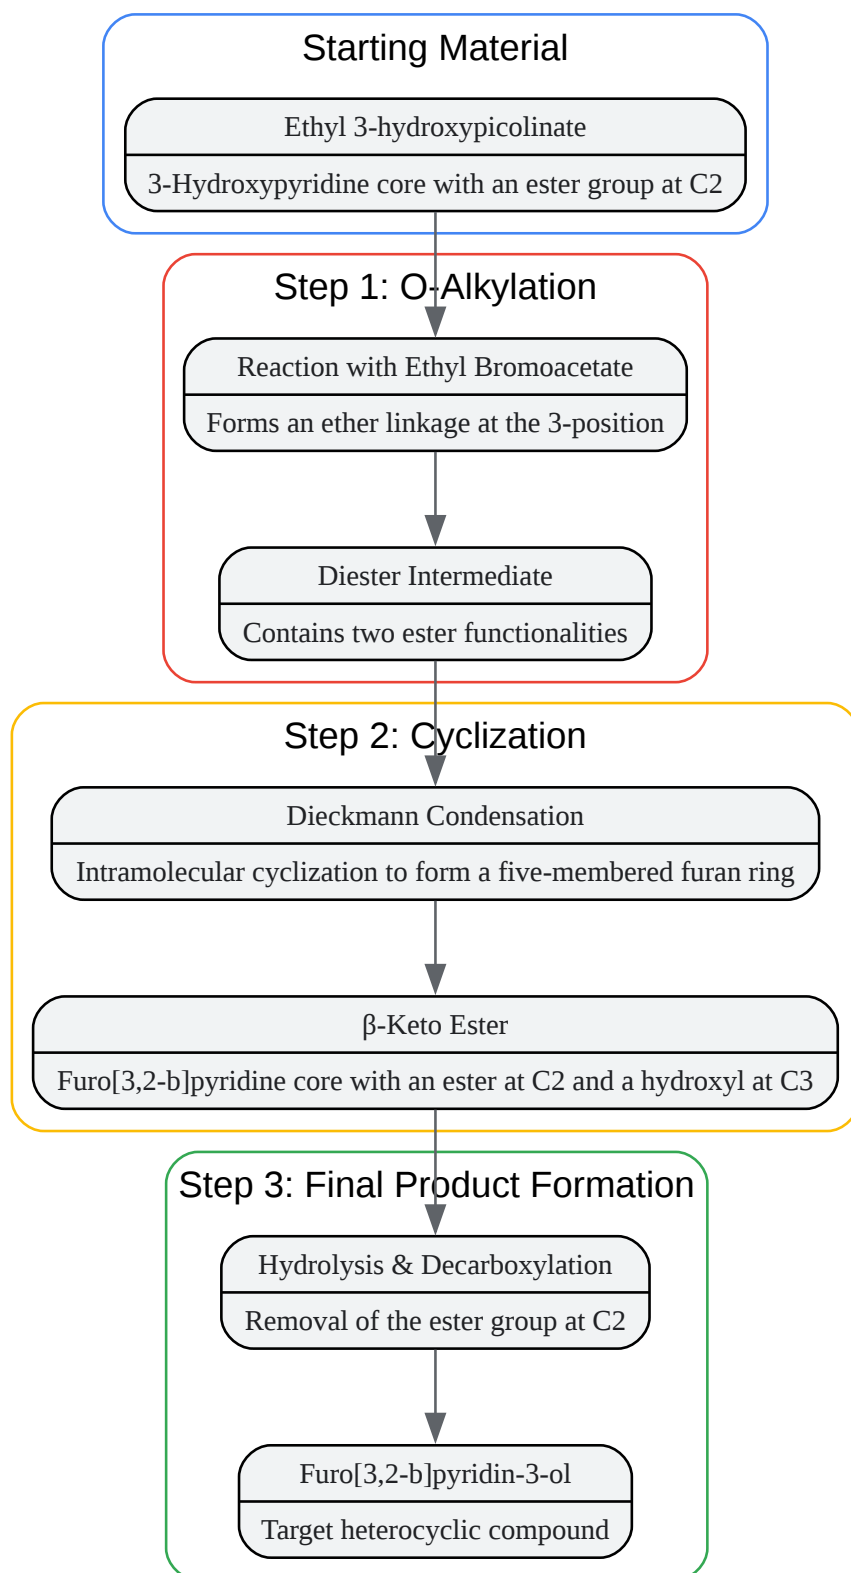 Starting Material
Ethyl 3-hydroxypicolinate
3-Hydroxypyridine core with an ester group at C2
Step 1: O-Alkylation
Reaction with Ethyl Bromoacetate
Forms an ether linkage at the 3-position
Diester Intermediate
Contains two ester functionalities
Step 2: Cyclization
Dieckmann Condensation
Intramolecular cyclization to form a five-membered furan ring
β-Keto Ester
Furo[3,2-b]pyridine core with an ester at C2 and a hydroxyl at C3
Step 3: Final Product Formation
Hydrolysis & Decarboxylation
Removal of the ester group at C2
Furo[3,2-b]pyridin-3-ol
Target heterocyclic compound